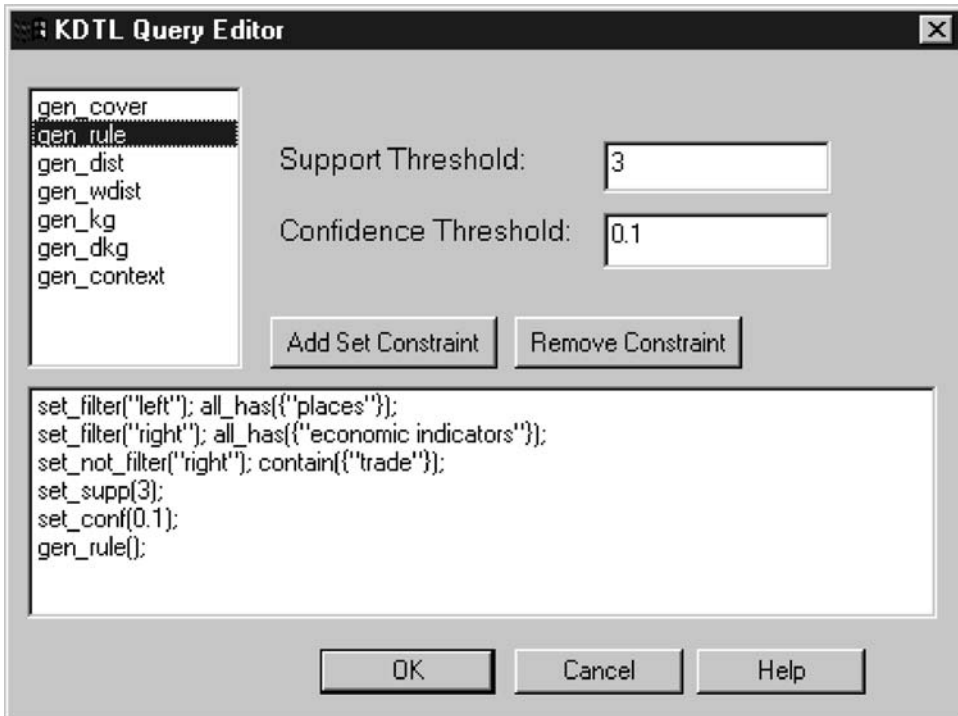 KDTL Query Editor
gen_cover
gen_rule
gen_dist
gen_wdist
gen_kg
gen_dkg
gen_context
Support Threshold:
3
Confidence Threshold:
0.1
Add Set Constraint
Remove Constraint
set_filter("left"); all_has({"places"});
set_filter("right"); all_has({"economic indicators"});
set_not_filter("right"); contain({"trade"});
set_supp(3);
set_conf(0.1);
gen_rule();
OK
Cancel
Help